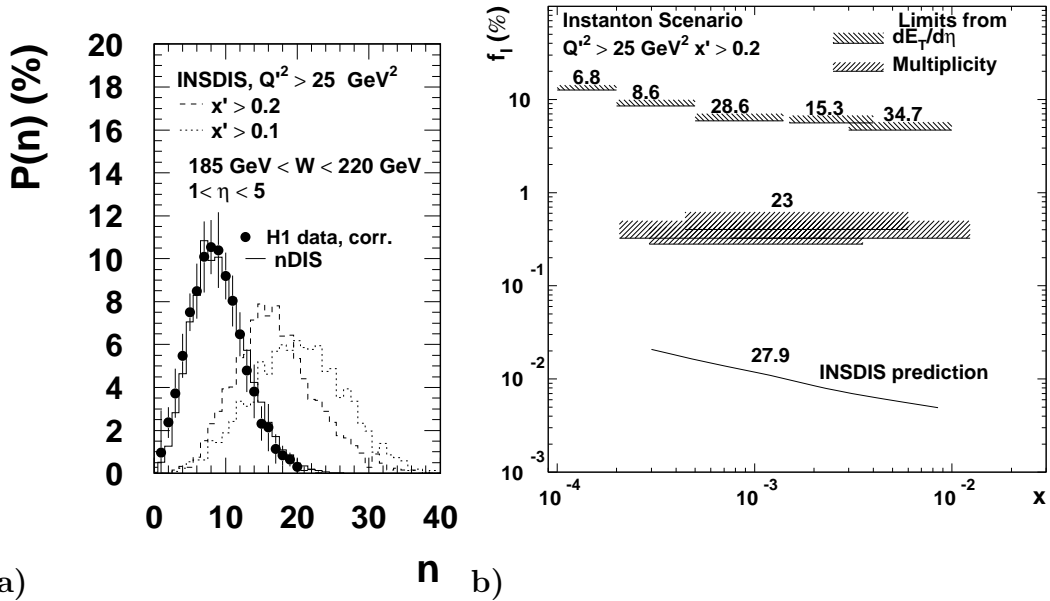 P(n) (%)
20
18
16
14
12
10
8
6
4
2
0
INSDIS, Q'² > 25 GeV²
x' > 0.2
x' > 0.1
185 GeV < W < 220 GeV
1< η < 5
H1 data, corr.
nDIS
0 10 20 30 40
n
a)
f_I (%)
Instanton Scenario
Q'² > 25 GeV² x' > 0.2
Limits from
dE_T/dη
Multiplicity
10
1
10⁻¹
10⁻²
10⁻³
6.8
8.6
28.6
15.3
34.7
23
27.9
INSDIS prediction
10⁻⁴ 10⁻³ 10⁻² x
b)